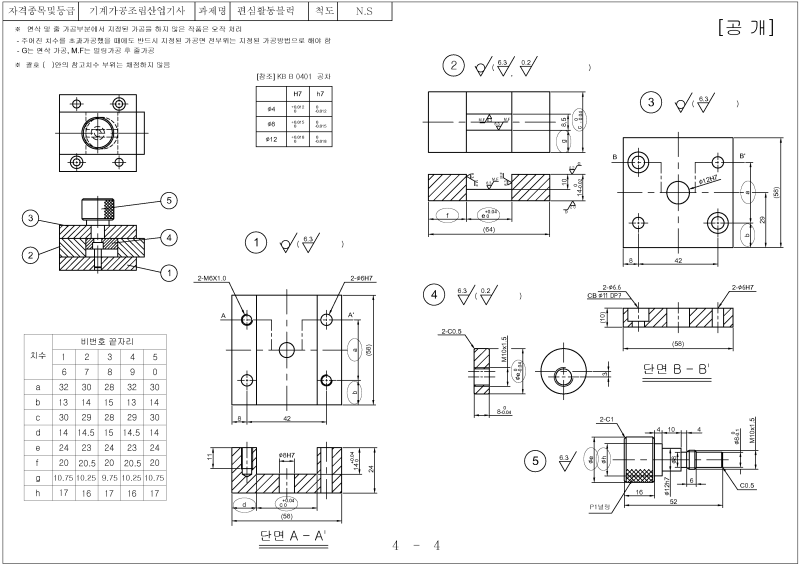 자격종목및등급 기계가공조립산업기사 과제명 편심활동블럭 척도 N.S
※ 면삭 및 줄 가공부분에서 지정된 가공을 하지 않은 작품은 오작 처리
- 주어진 치수를 초과가공했을 때에도 반드시 지정된 가공면 전부위는 지정된 가공방법으로 해야 함
- G는 면삭 가공, M.F는 밀링가공 후 줄가공
※ 괄호 ( )안의 참고치수 부위는 채점하지 않음
[공 개]
[참조] KB B 0401 공차
H7 h7
ø4 +0.012 0 0 -0.012
ø8 +0.015 0 0 -0.015
ø12 +0.018 0 0 -0.018
5
3
4
2
1
1 6.3 ( )
2-M6X1.0 2-ø6H7
A A'
a
b
(58)
8 42
11 ø8H7 14 +0.04 0 24
d c +0.04 0
(58)
단면 A - A'
2 ( 6.3 0.2 )
8.5
g
10
14
f e
(64)
3 ( 6.3 )
B B'
ø12H7
a
b
29
(58)
8 42
2-ø6.6
CB ø11 DP7
2-ø6H7
(10)
(58)
단면 B - B'
4 6.3 ( 0.2 )
2-C0.5
M10x1.5
8 0 -0.04
3
5 6.3
2-C1
4 10 4
M10x1.5
øe
øh
ø8
ø12h7
6
16
52
C0.5
P1널링
치수 비번호 끝자리
1 2 3 4 5
6 7 8 9 0
a 32 30 28 32 30
b 13 14 15 13 14
c 30 29 28 29 30
d 14 14.5 15 14.5 14
e 24 23 24 23 24
f 20 20.5 20 20.5 20
g 10.75 10.25 9.75 10.25 10.75
h 17 16 17 16 17
4 - 4